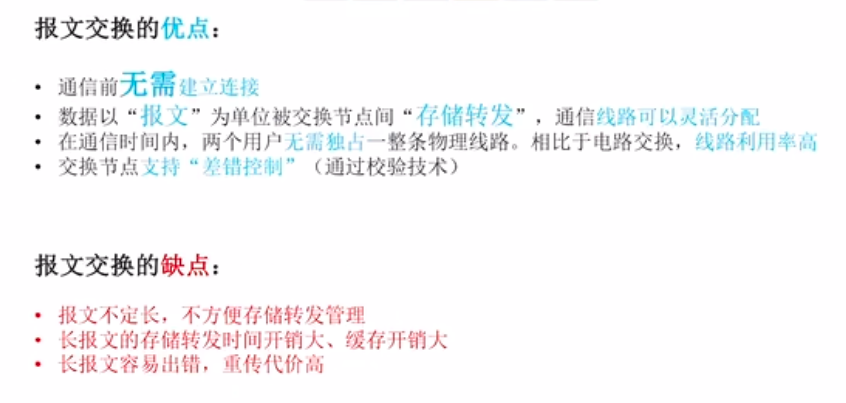 报文交换的优点：
• 通信前无需建立连接
• 数据以“报文”为单位被交换节点间“存储转发”，通信线路可以灵活分配
• 在通信时间内，两个用户无需独占一整条物理线路。相比于电路交换，线路利用率高
• 交换节点支持“差错控制”（通过校验技术）
报文交换的缺点：
• 报文不定长，不方便存储转发管理
• 长报文的存储转发时间开销大、缓存开销大
• 长报文容易出错，重传代价高